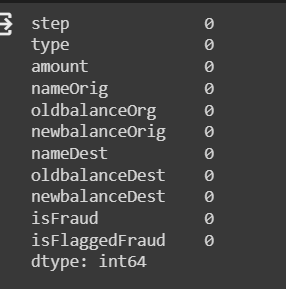 step 0
type 0
amount 0
nameOrig 0
oldbalanceOrg 0
newbalanceOrig 0
nameDest 0
oldbalanceDest 0
newbalanceDest 0
isFraud 0
isFlaggedFraud 0
dtype: int64